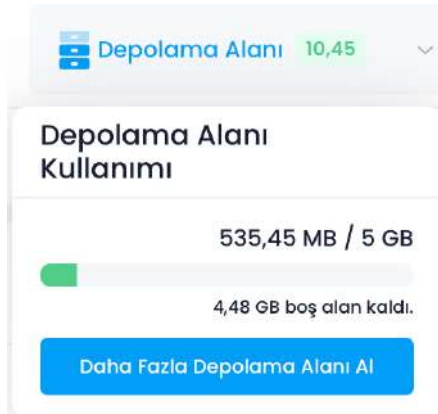 Depolama Alanı 10,45
Depolama Alanı
Kullanımı
535,45 MB / 5 GB
4,48 GB boş alan kaldı.
Daha Fazla Depolama Alanı Al